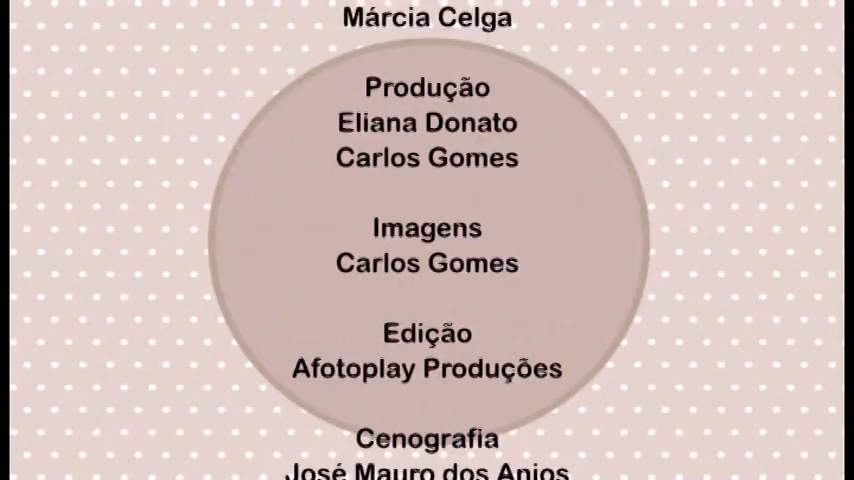 Márcia Celga
Produção
Eliana Donato
Carlos Gomes
Imagens
Carlos Gomes
Edição
Afotoplay Produções
Cenografia
José Mauro dos Anjos